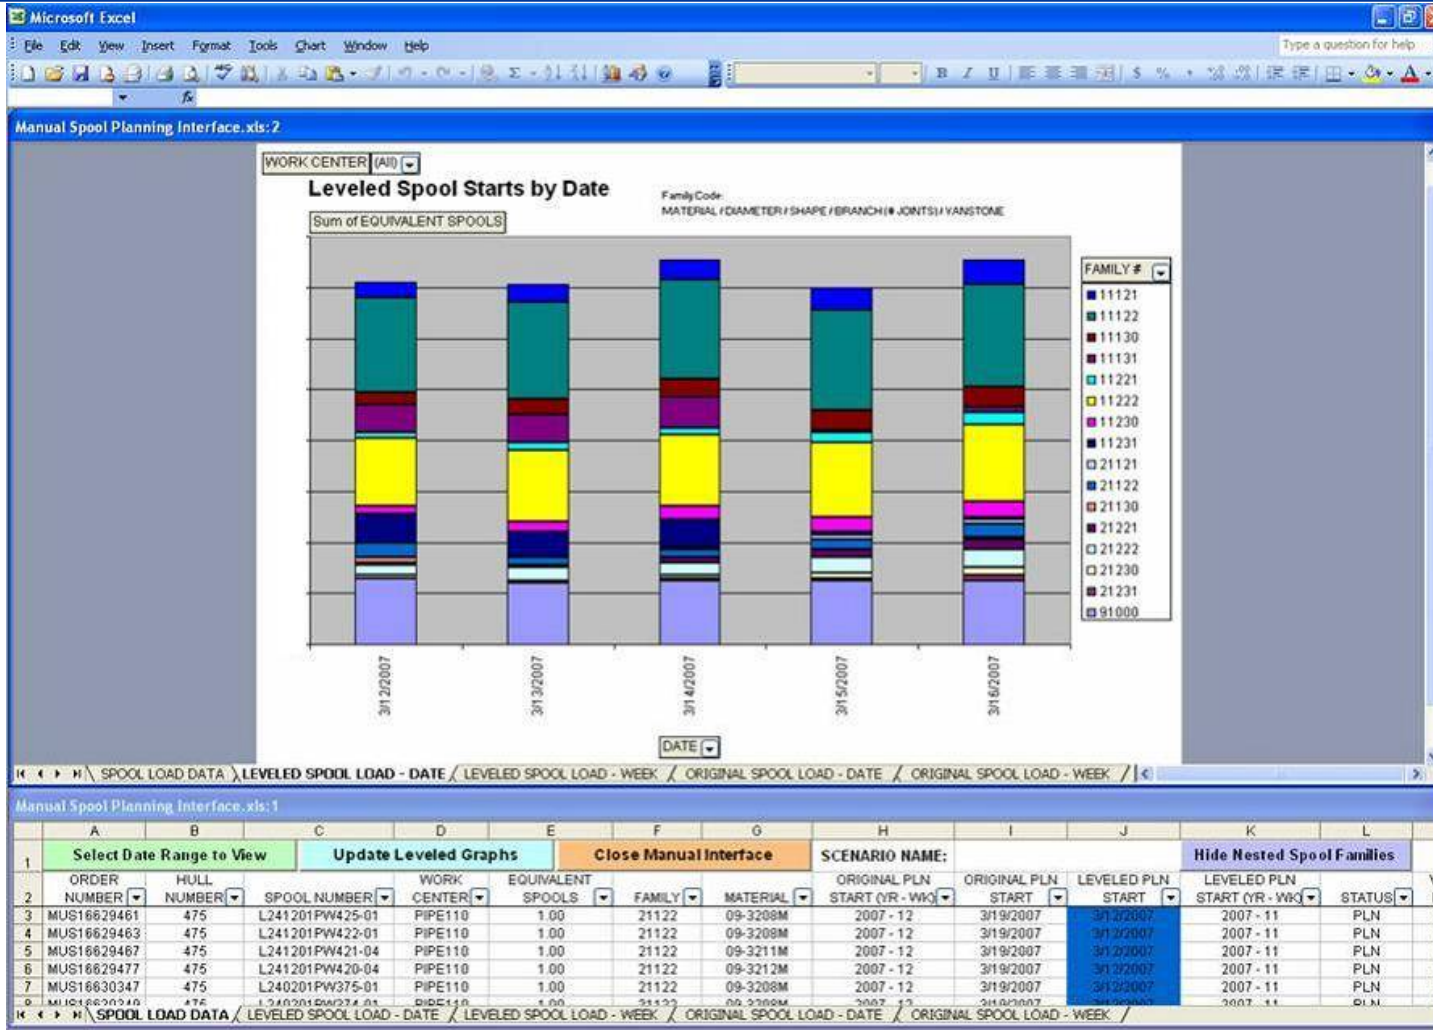 Microsoft Excel
File Edit View Insert Format Tools Chart Window Help
Type a question for help
Manual Spool Planning Interface.xls:2
WORK CENTER (All)
Leveled Spool Starts by Date
Family Code:
MATERIAL / DIAMETER / SHAPE / BRANCH (# JOINTS) / VANSTONE
Sum of EQUIVALENT SPOOLS
FAMILY #
11121
11122
11130
11131
11221
11222
11230
11231
21121
21122
21130
21221
21222
21230
21231
91000
3/12/2007
3/13/2007
3/14/2007
3/15/2007
3/16/2007
DATE
SPOOL LOAD DATA LEVELED SPOOL LOAD - DATE LEVELED SPOOL LOAD - WEEK ORIGINAL SPOOL LOAD - DATE ORIGINAL SPOOL LOAD - WEEK
Manual Spool Planning Interface.xls:1
A B C D E F G H I J K L
1 Select Date Range to View Update Leveled Graphs Close Manual Interface SCENARIO NAME: Hide Nested Spool Families
ORDER HULL WORK EQUIVALENT ORIGINAL PLN ORIGINAL PLN LEVELED PLN LEVELED PLN
2 NUMBER NUMBER SPOOL NUMBER CENTER SPOOLS FAMILY MATERIAL START (YR - WK) START START START (YR - WK) STATUS
3 MUS16629461 475 L241201PW425-01 PIPE110 1.00 21122 09-3208M 2007 - 12 3/19/2007 3/12/2007 2007 - 11 PLN
4 MUS16629463 475 L241201PW422-01 PIPE110 1.00 21122 09-3208M 2007 - 12 3/19/2007 3/12/2007 2007 - 11 PLN
5 MUS16629467 475 L241201PW421-04 PIPE110 1.00 21122 09-3211M 2007 - 12 3/19/2007 3/12/2007 2007 - 11 PLN
6 MUS16629477 475 L241201PW420-04 PIPE110 1.00 21122 09-3212M 2007 - 12 3/19/2007 3/12/2007 2007 - 11 PLN
7 MUS16630347 475 L240201PW375-01 PIPE110 1.00 21122 09-3208M 2007 - 12 3/19/2007 3/12/2007 2007 - 11 PLN
SPOOL LOAD DATA LEVELED SPOOL LOAD - DATE LEVELED SPOOL LOAD - WEEK ORIGINAL SPOOL LOAD - DATE ORIGINAL SPOOL LOAD - WEEK